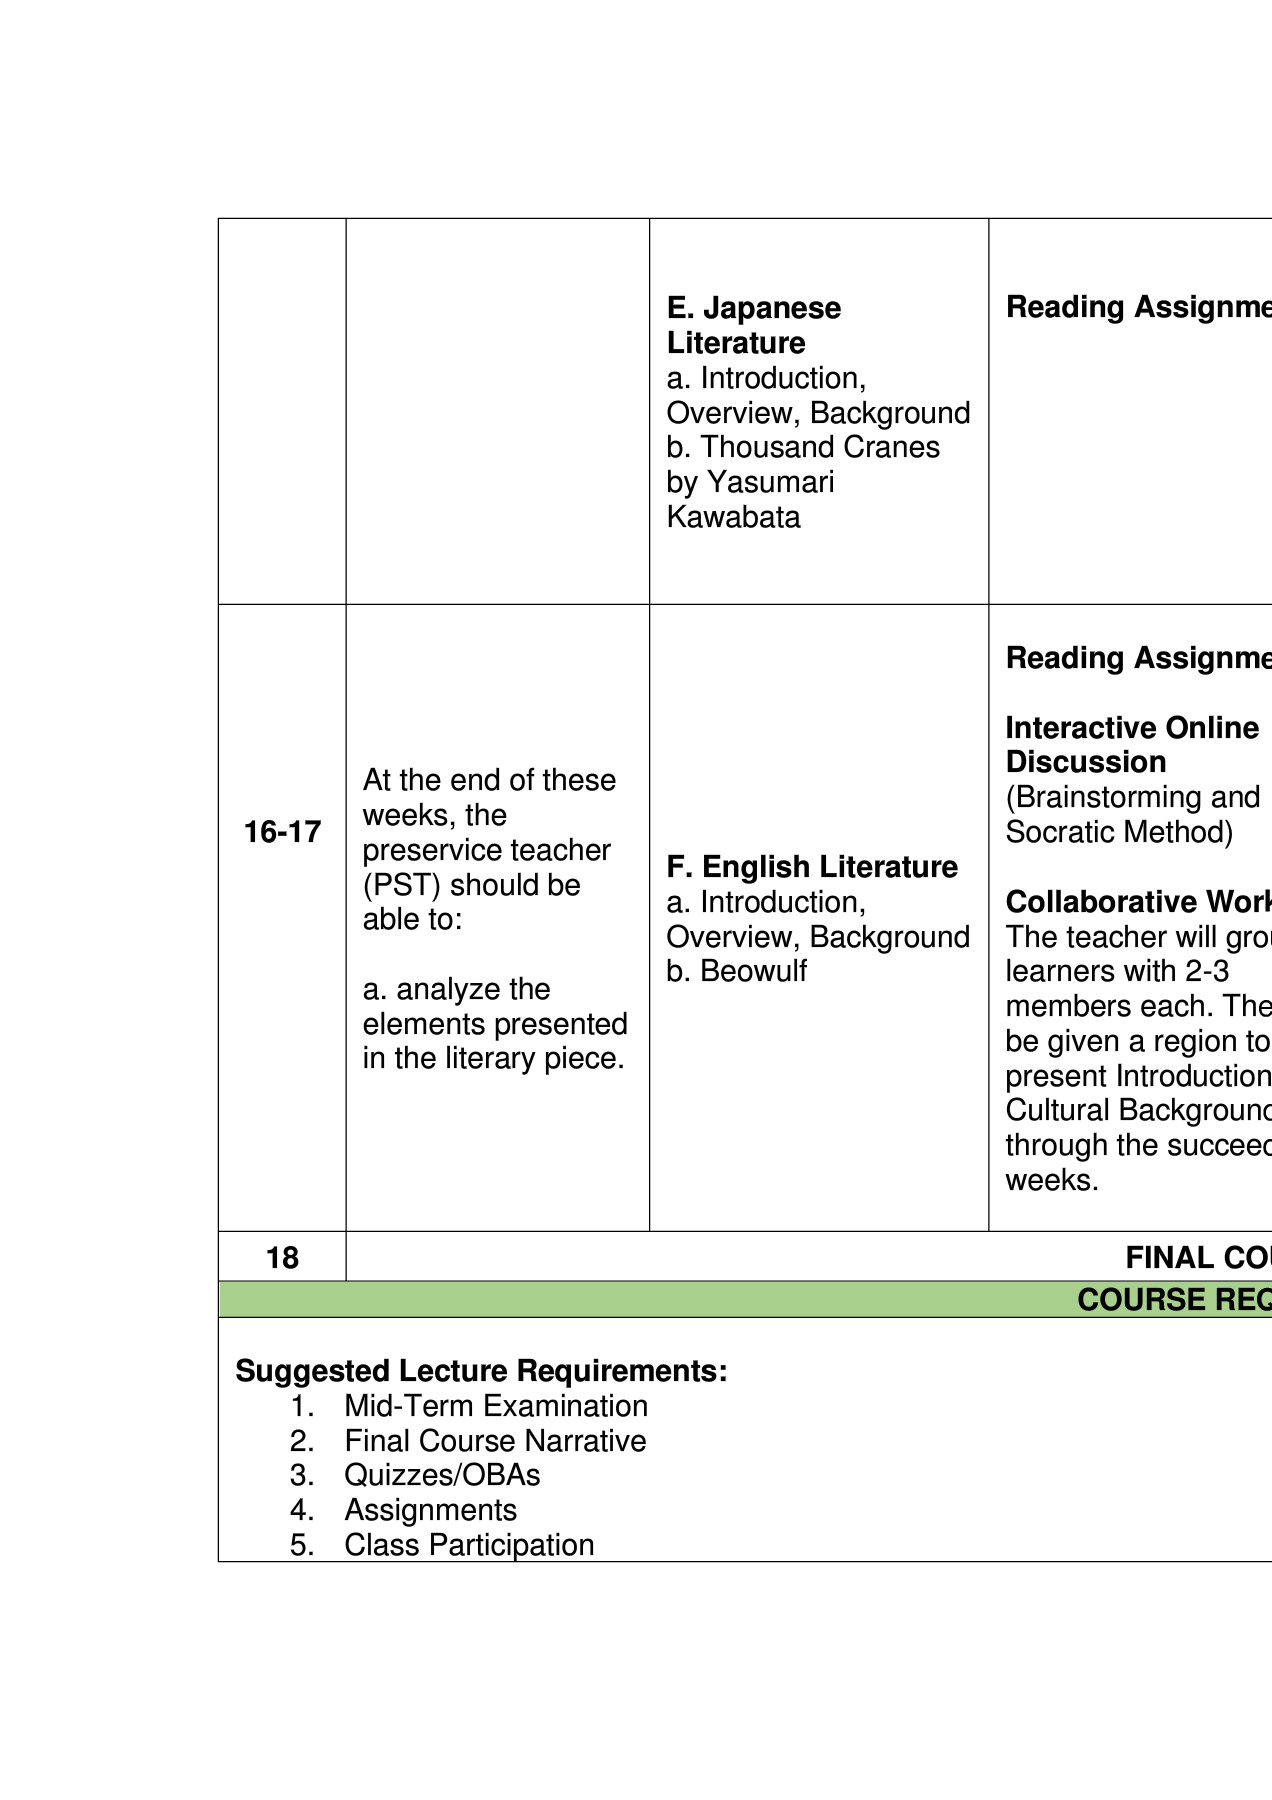 E. Japanese
Literature
a. Introduction,
Overview, Background
b. Thousand Cranes
by Yasumari
Kawabata
Reading Assignme
16-17
At the end of these
weeks, the
preservice teacher
(PST) should be
able to:
a. analyze the
elements presented
in the literary piece.
F. English Literature
a. Introduction,
Overview, Background
b. Beowulf
Reading Assignme
Interactive Online
Discussion
(Brainstorming and
Socratic Method)
Collaborative Work
The teacher will grou
learners with 2-3
members each. The
be given a region to
present Introduction
Cultural Background
through the succeed
weeks.
18
FINAL COU
COURSE REQ
Suggested Lecture Requirements:
1. Mid-Term Examination
2. Final Course Narrative
3. Quizzes/OBAs
4. Assignments
5. Class Participation